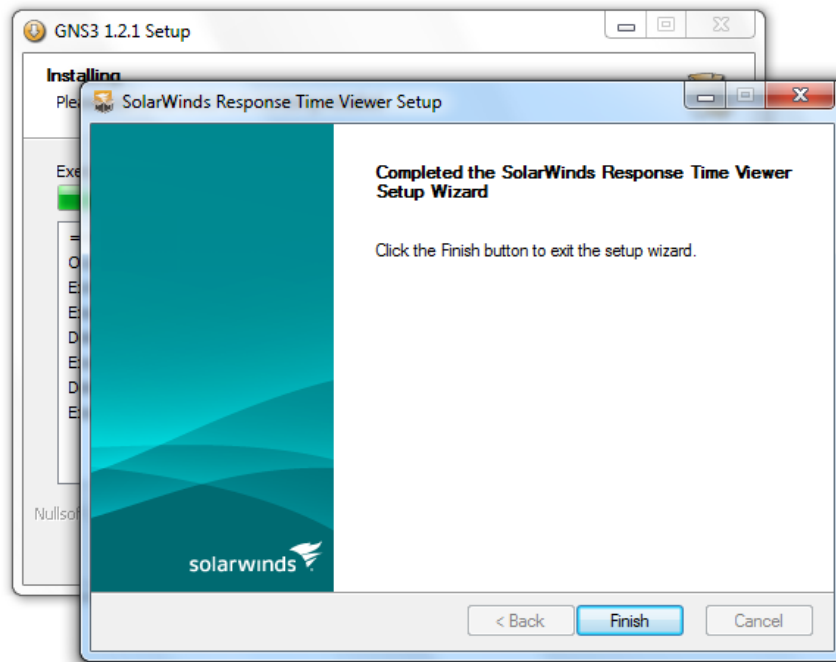 GNS3 1.2.1 Setup
Installing
SolarWinds Response Time Viewer Setup
Completed the SolarWinds Response Time Viewer
Setup Wizard
Click the Finish button to exit the setup wizard.
solarwinds
< Back
Finish
Cancel